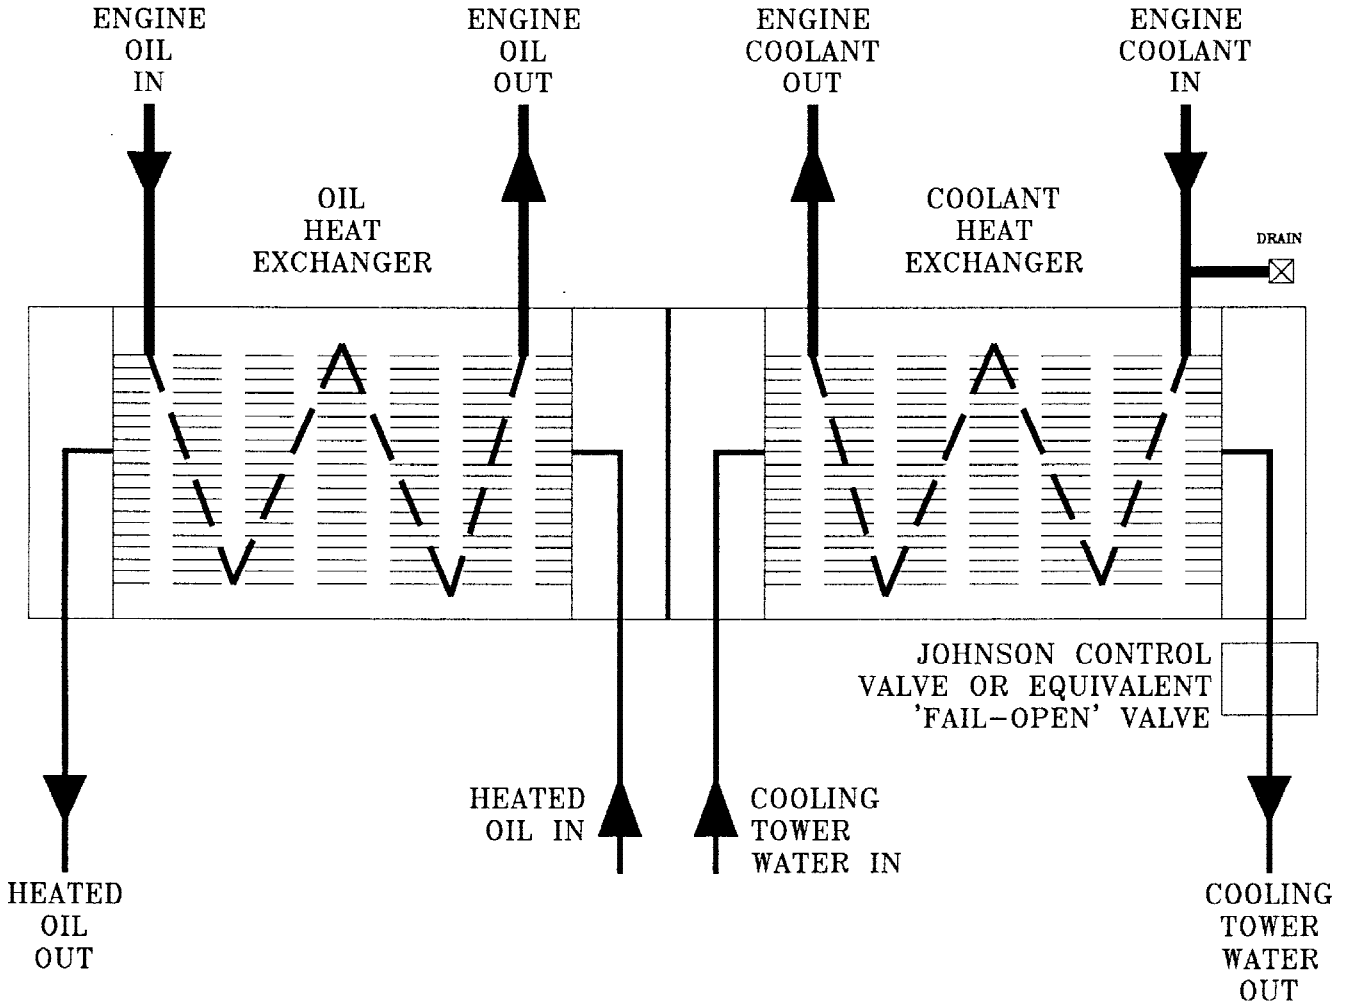 ENGINE
OIL
IN
ENGINE
OIL
OUT
ENGINE
COOLANT
OUT
ENGINE
COOLANT
IN
OIL
HEAT
EXCHANGER
COOLANT
HEAT
EXCHANGER
DRAIN
JOHNSON CONTROL
VALVE OR EQUIVALENT
'FAIL-OPEN' VALVE
HEATED
OIL IN
COOLING
TOWER
WATER IN
HEATED
OIL
OUT
COOLING
TOWER
WATER
OUT